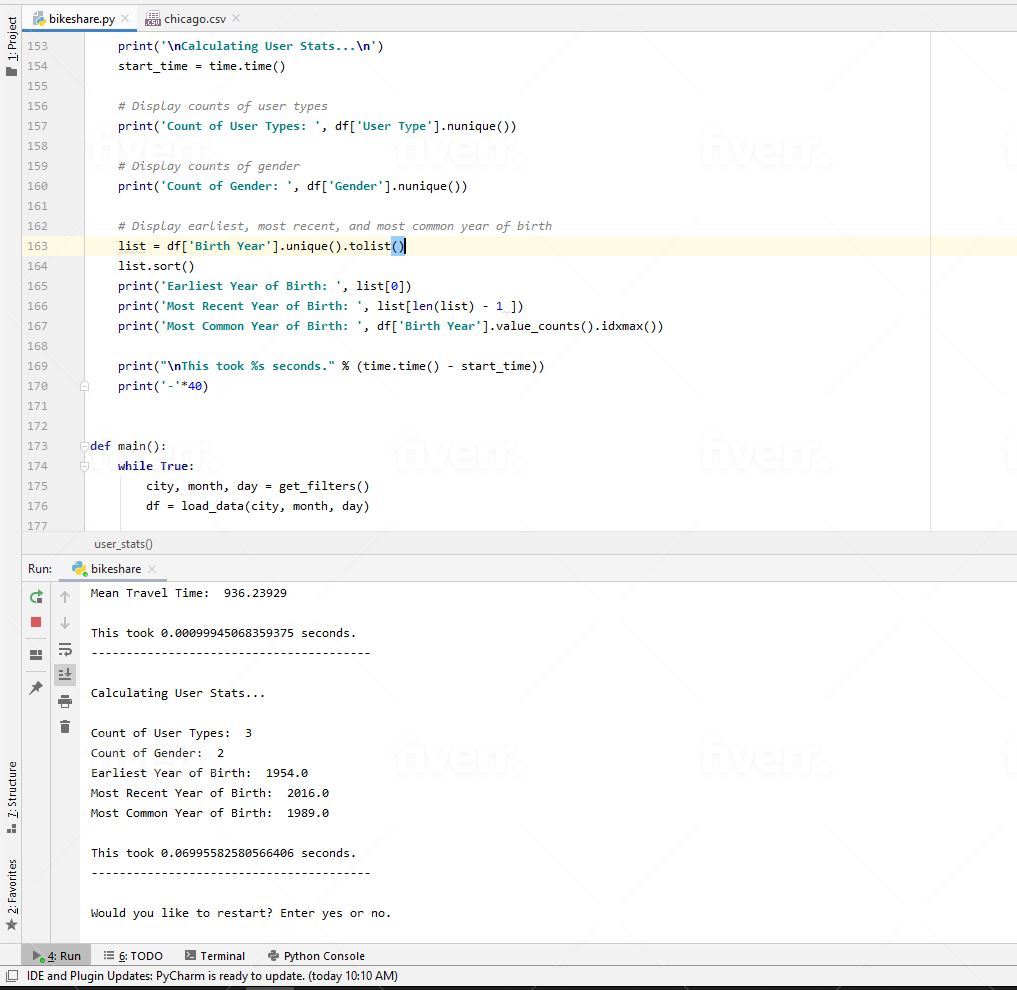 1: Project
bikeshare.py
chicago.csv
153 print('\nCalculating User Stats...\n')
154 start_time = time.time()
155
156 # Display counts of user types
157 print('Count of User Types: ', df['User Type'].nunique())
158
159 # Display counts of gender
160 print('Count of Gender: ', df['Gender'].nunique())
161
162 # Display earliest, most recent, and most common year of birth
163 list = df['Birth Year'].unique().tolist()
164 list.sort()
165 print('Earliest Year of Birth: ', list[0])
166 print('Most Recent Year of Birth: ', list[len(list) - 1 ])
167 print('Most Common Year of Birth: ', df['Birth Year'].value_counts().idxmax())
168
169 print("\nThis took %s seconds." % (time.time() - start_time))
170 print('-'*40)
171
172
173 def main():
174 while True:
175 city, month, day = get_filters()
176 df = load_data(city, month, day)
177
user_stats()
Run: bikeshare
Mean Travel Time:  936.23929
This took 0.00099945068359375 seconds.
----------------------------------------
Calculating User Stats...
Count of User Types:  3
Count of Gender:  2
Earliest Year of Birth:  1954.0
Most Recent Year of Birth:  2016.0
Most Common Year of Birth:  1989.0
This took 0.06995582580566406 seconds.
----------------------------------------
Would you like to restart? Enter yes or no.
7: Structure
2: Favorites
4: Run 6: TODO Terminal Python Console
IDE and Plugin Updates: PyCharm is ready to update. (today 10:10 AM)
fiverr.
fiverr.
fiverr.
fiverr.
fiverr.
fiverr.
fiverr.